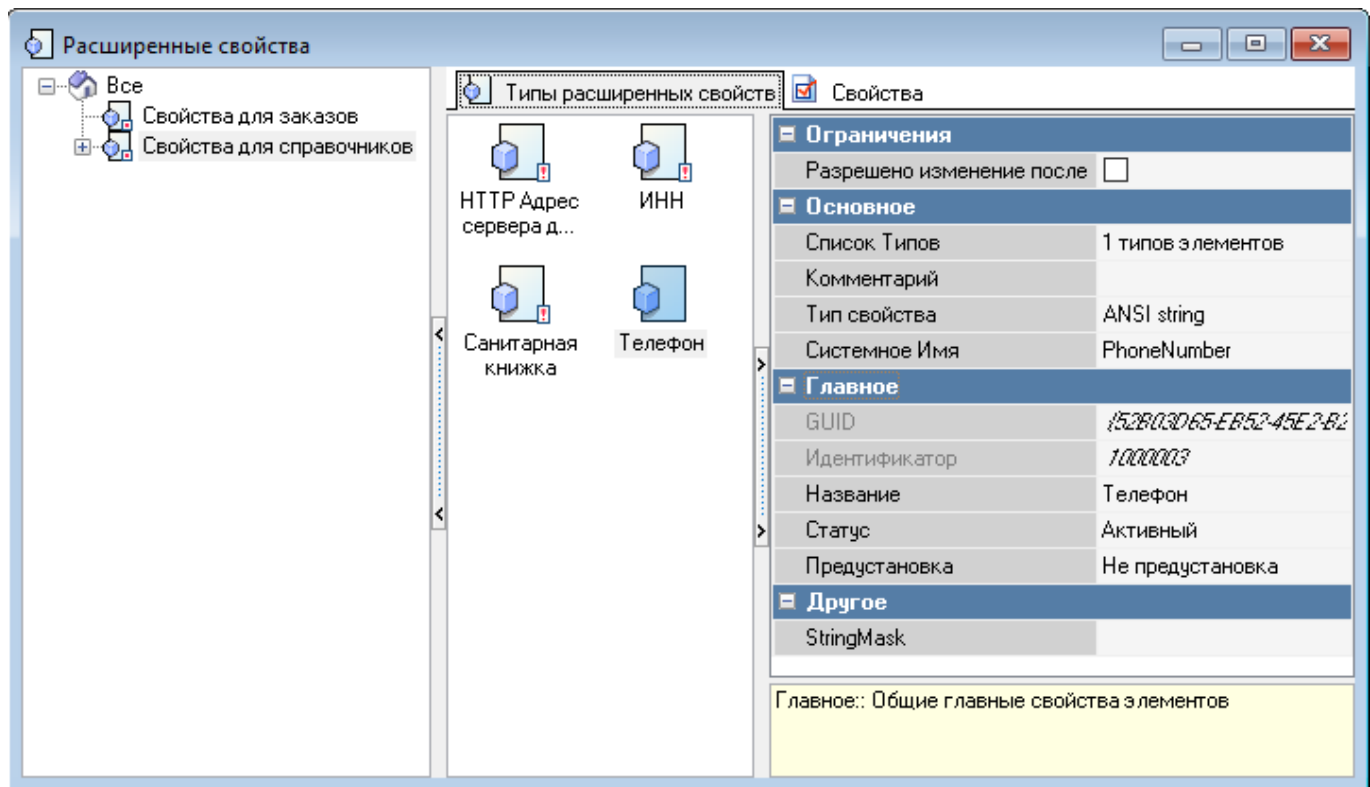 Расширенные свойства
Все
Свойства для заказов
Свойства для справочников
Типы расширенных свойств
Свойства
HTTP Адрес
сервера д...
ИНН
Санитарная
книжка
Телефон
Ограничения
Разрешено изменение после
Основное
Список Типов 1 типов элементов
Комментарий
Тип свойства ANSI string
Системное Имя PhoneNumber
Главное
GUID {52B03D65-EB52-45E2-B2
Идентификатор 1000003
Название Телефон
Статус Активный
Предустановка Не предустановка
Другое
StringMask
Главное:: Общие главные свойства элементов